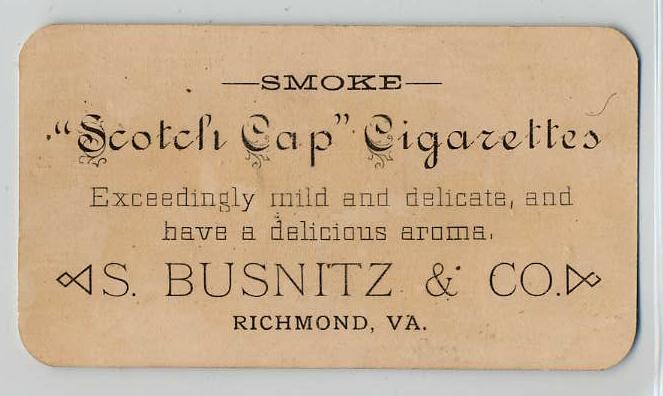 —SMOKE—
"Scotch Cap" Cigarettes
Exceedingly mild and delicate, and
have a delicious aroma.
S. BUSNITZ & CO.
RICHMOND, VA.